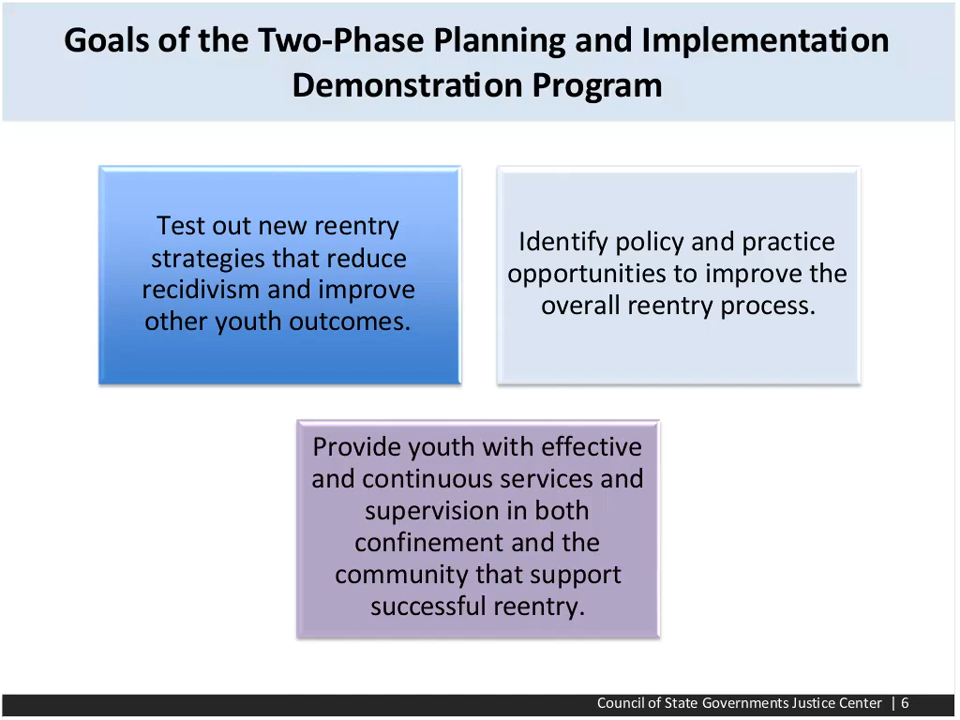 Goals of the Two-Phase Planning and Implementation
Demonstration Program
Test out new reentry
strategies that reduce
recidivism and improve
other youth outcomes.
Identify policy and practice
opportunities to improve the
overall reentry process.
Provide youth with effective
and continuous services and
supervision in both
confinement and the
community that support
successful reentry.
Council of State Governments Justice Center | 6